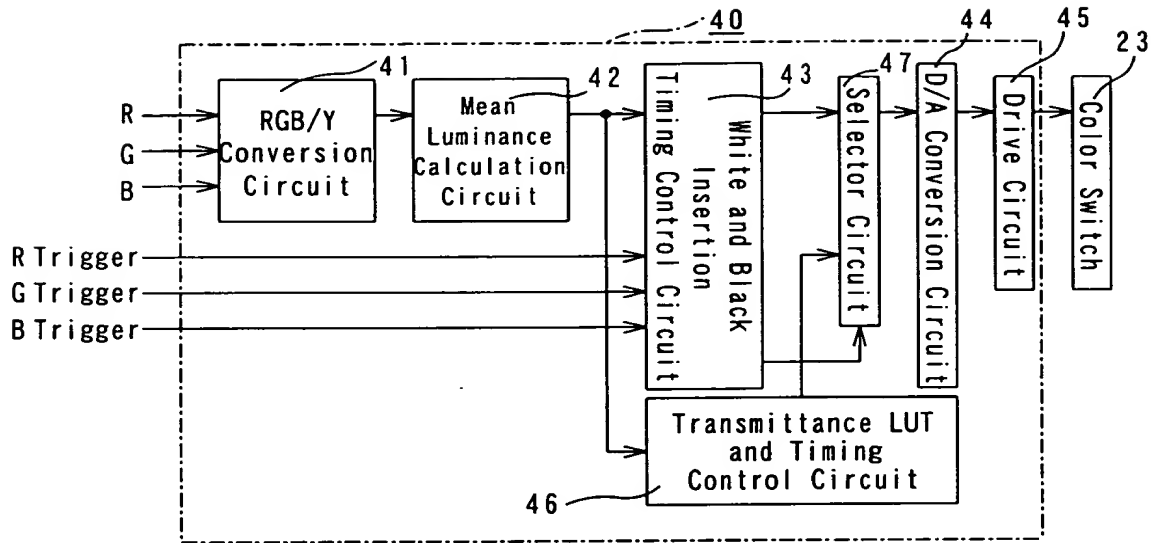 40
44
45
23
41
42
43
47
R
G
B
RGB/Y
Conversion
Circuit
Mean
Luminance
Calculation
Circuit
White and Black
Insertion
Timing Control Circuit
Selector Circuit
D/A Conversion Circuit
Drive Circuit
Color Switch
R Trigger
G Trigger
B Trigger
Transmittance LUT
and Timing
Control Circuit
46